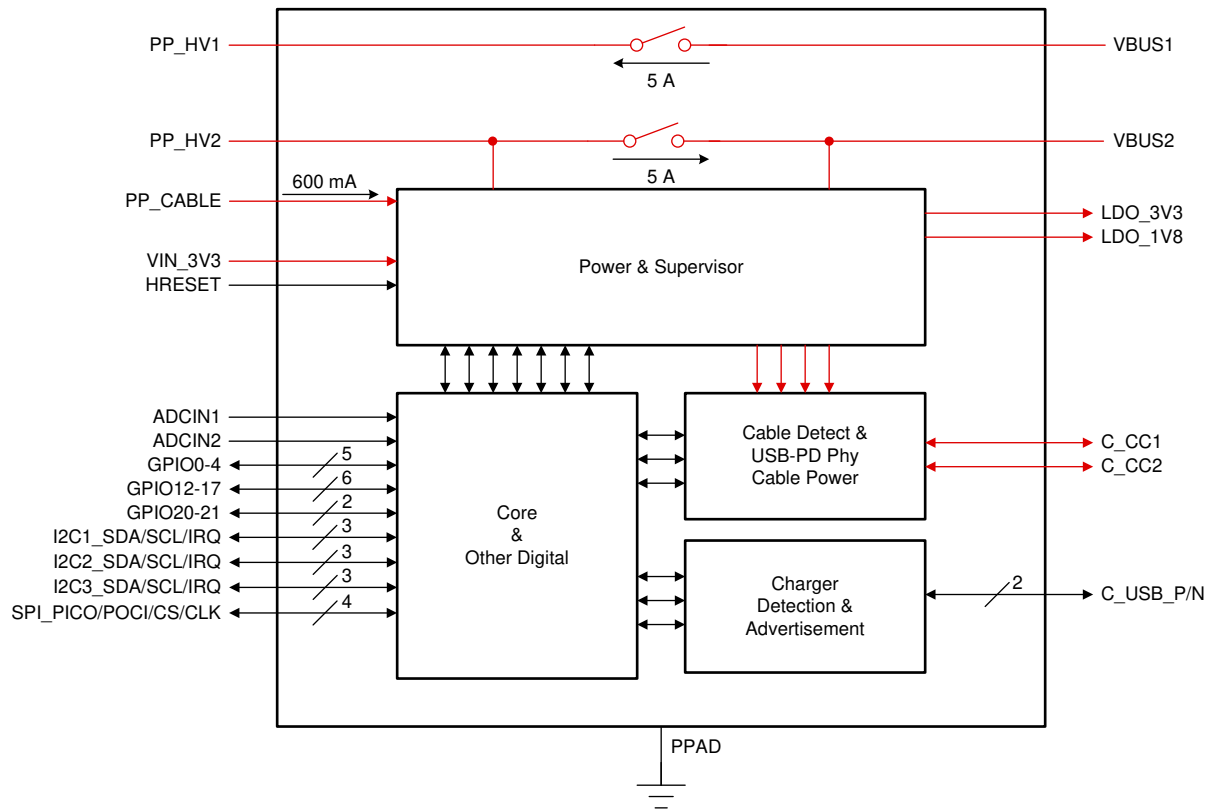 PP_HV1
VBUS1
5 A
PP_HV2
VBUS2
5 A
600 mA
PP_CABLE
LDO_3V3
LDO_1V8
VIN_3V3
HRESET
Power & Supervisor
ADCIN1
ADCIN2
GPIO0-4
5
GPIO12-17
6
GPIO20-21
2
I2C1_SDA/SCL/IRQ
3
I2C2_SDA/SCL/IRQ
3
I2C3_SDA/SCL/IRQ
3
SPI_PICO/POCI/CS/CLK
4
Core
&
Other Digital
Cable Detect &
USB-PD Phy
Cable Power
C_CC1
C_CC2
Charger
Detection &
Advertisement
2
C_USB_P/N
PPAD